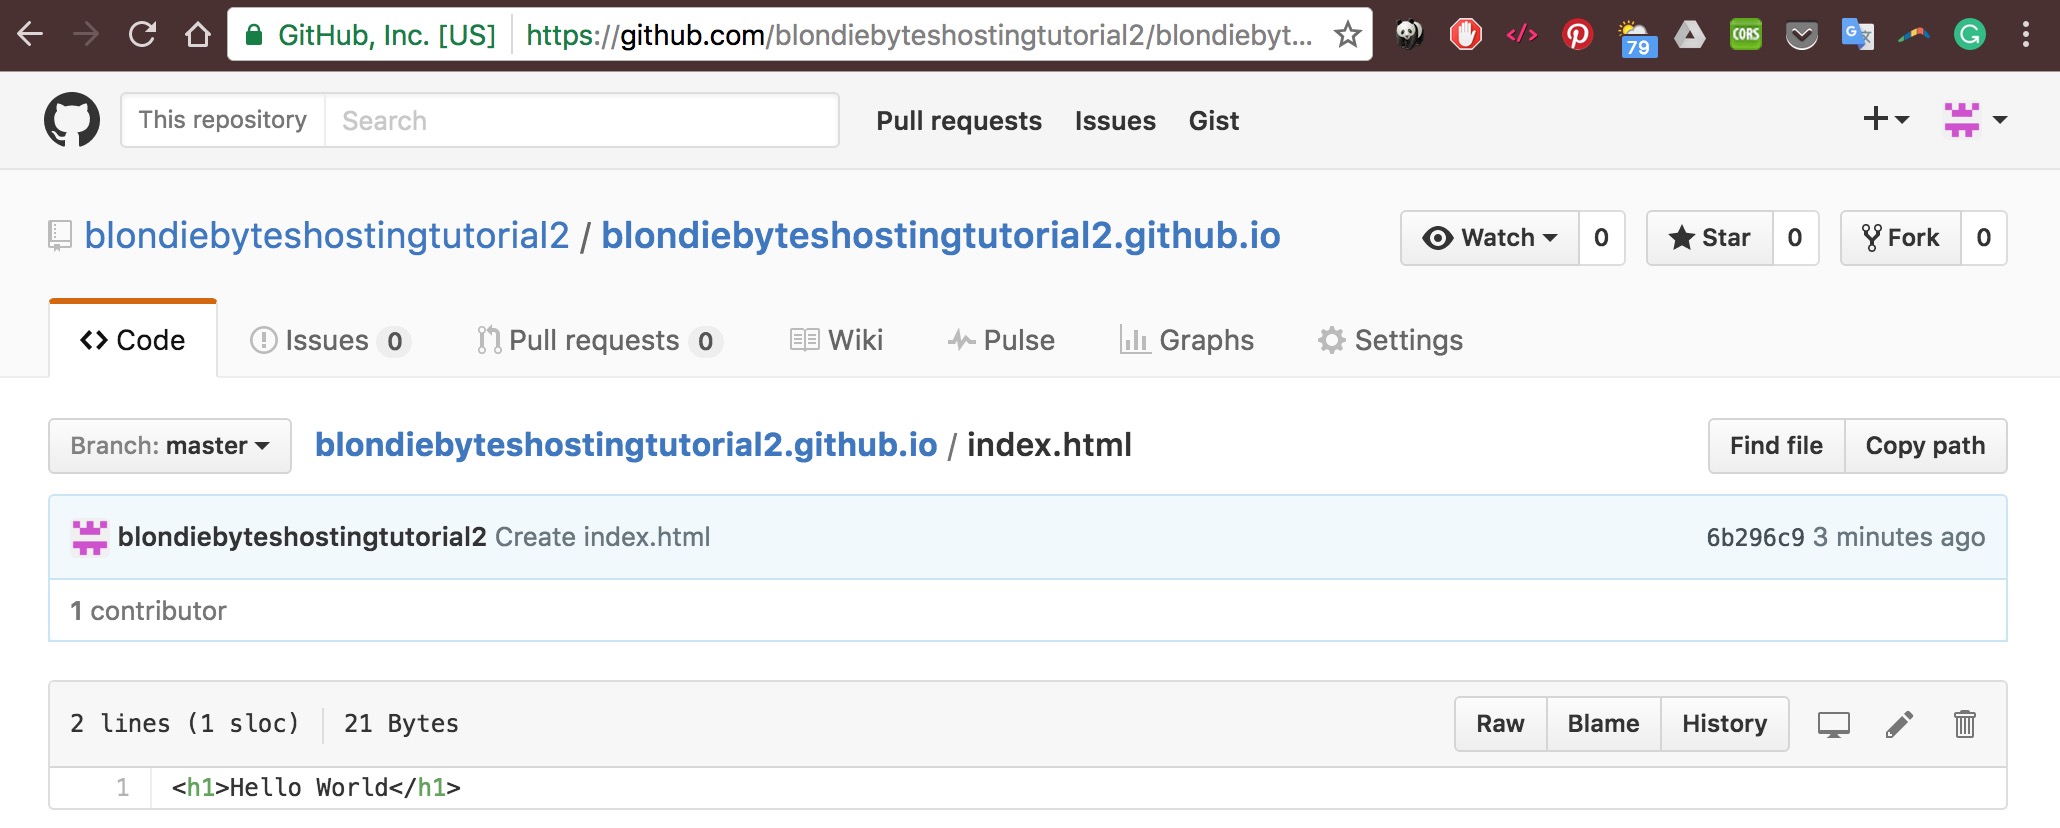 GitHub, Inc. [US] https://github.com/blondiebyteshostingtutorial2/blondiebyt... CORS 79 G
This repository Search Pull requests Issues Gist
blondiebyteshostingtutorial2 / blondiebyteshostingtutorial2.github.io Watch 0 Star 0 Fork 0
Code Issues 0 Pull requests 0 Wiki Pulse Graphs Settings
Branch: master blondiebyteshostingtutorial2.github.io / index.html Find file Copy path
blondiebyteshostingtutorial2 Create index.html 6b296c9 3 minutes ago
1 contributor
2 lines (1 sloc) 21 Bytes Raw Blame History
1 <h1>Hello World</h1>